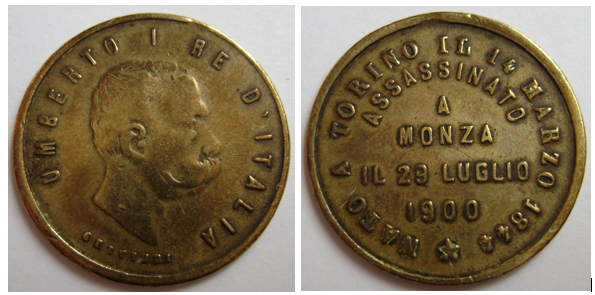 UMBERTO I RE D'ITALIA
NATO A TORINO IL 14 MARZO 1844
ASSASSINATO
A
MONZA
IL 29 LUGLIO
1900